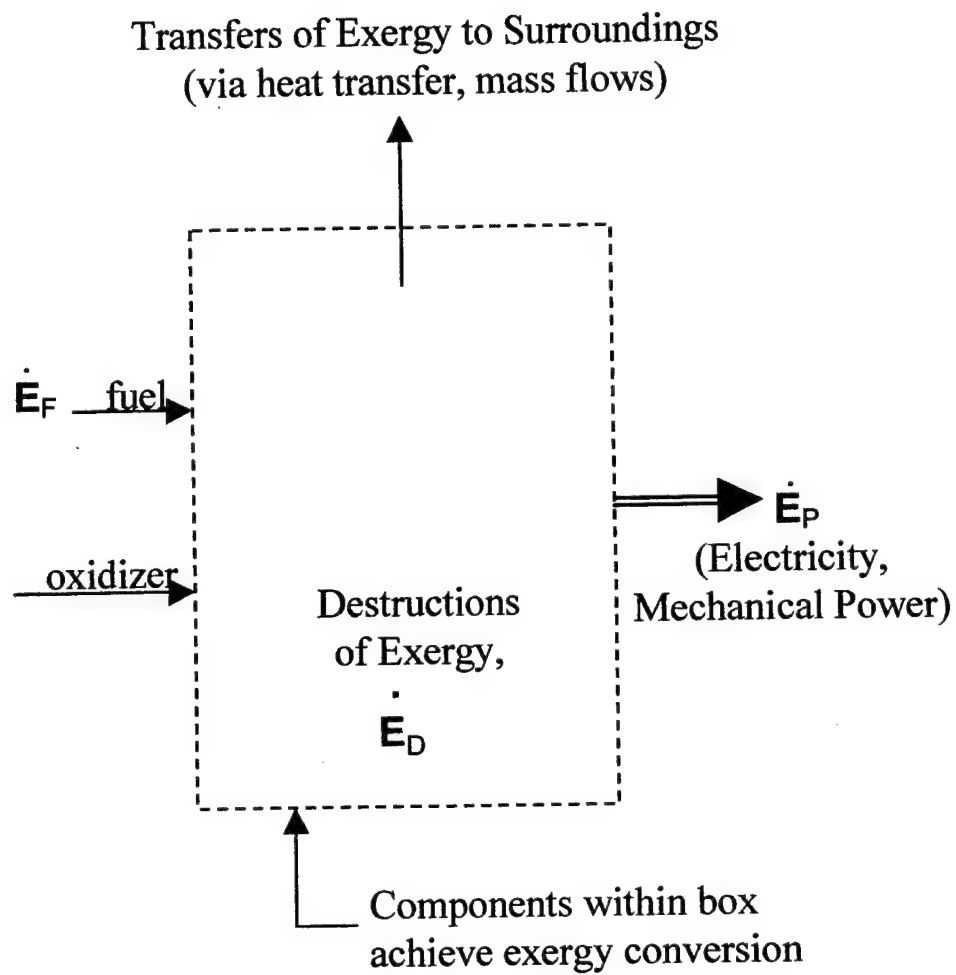 Transfers of Exergy to Surroundings
(via heat transfer, mass flows)
Ė_F fuel
oxidizer
Ė_P
(Electricity,
Mechanical Power)
Destructions
of Exergy,
Ė_D
Components within box
achieve exergy conversion